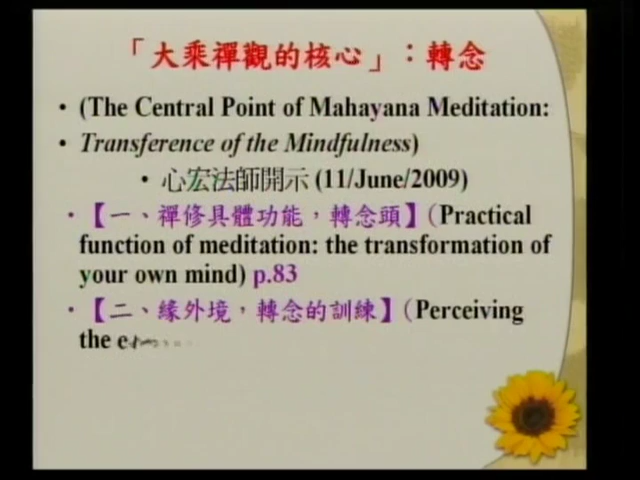 「大乘禪觀的核心」：轉念
• (The Central Point of Mahayana Meditation:
• Transference of the Mindfulness)
• 心宏法師開示 (11/June/2009)
•【一、禪修具體功能，轉念頭】(Practical
function of meditation: the transformation of
your own mind) p.83
•【二、緣外境，轉念的訓練】(Perceiving
the